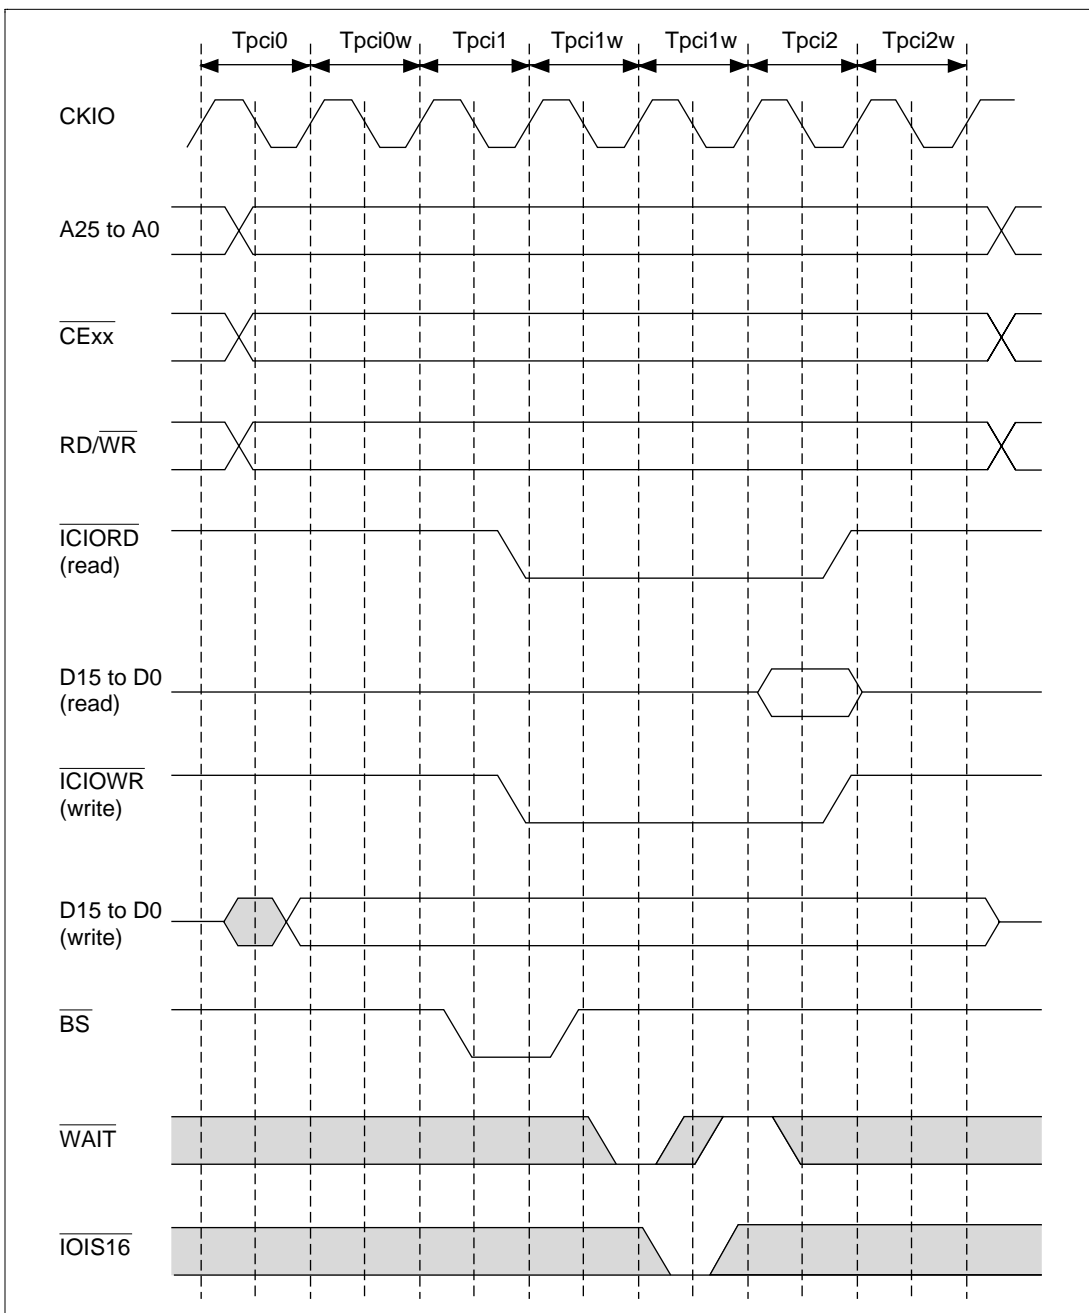 Tpci0 Tpci0w Tpci1 Tpci1w Tpci1w Tpci2 Tpci2w
CKIO
A25 to A0
CExx
RD/WR
ICIORD
(read)
D15 to D0
(read)
ICIOWR
(write)
D15 to D0
(write)
BS
WAIT
IOIS16